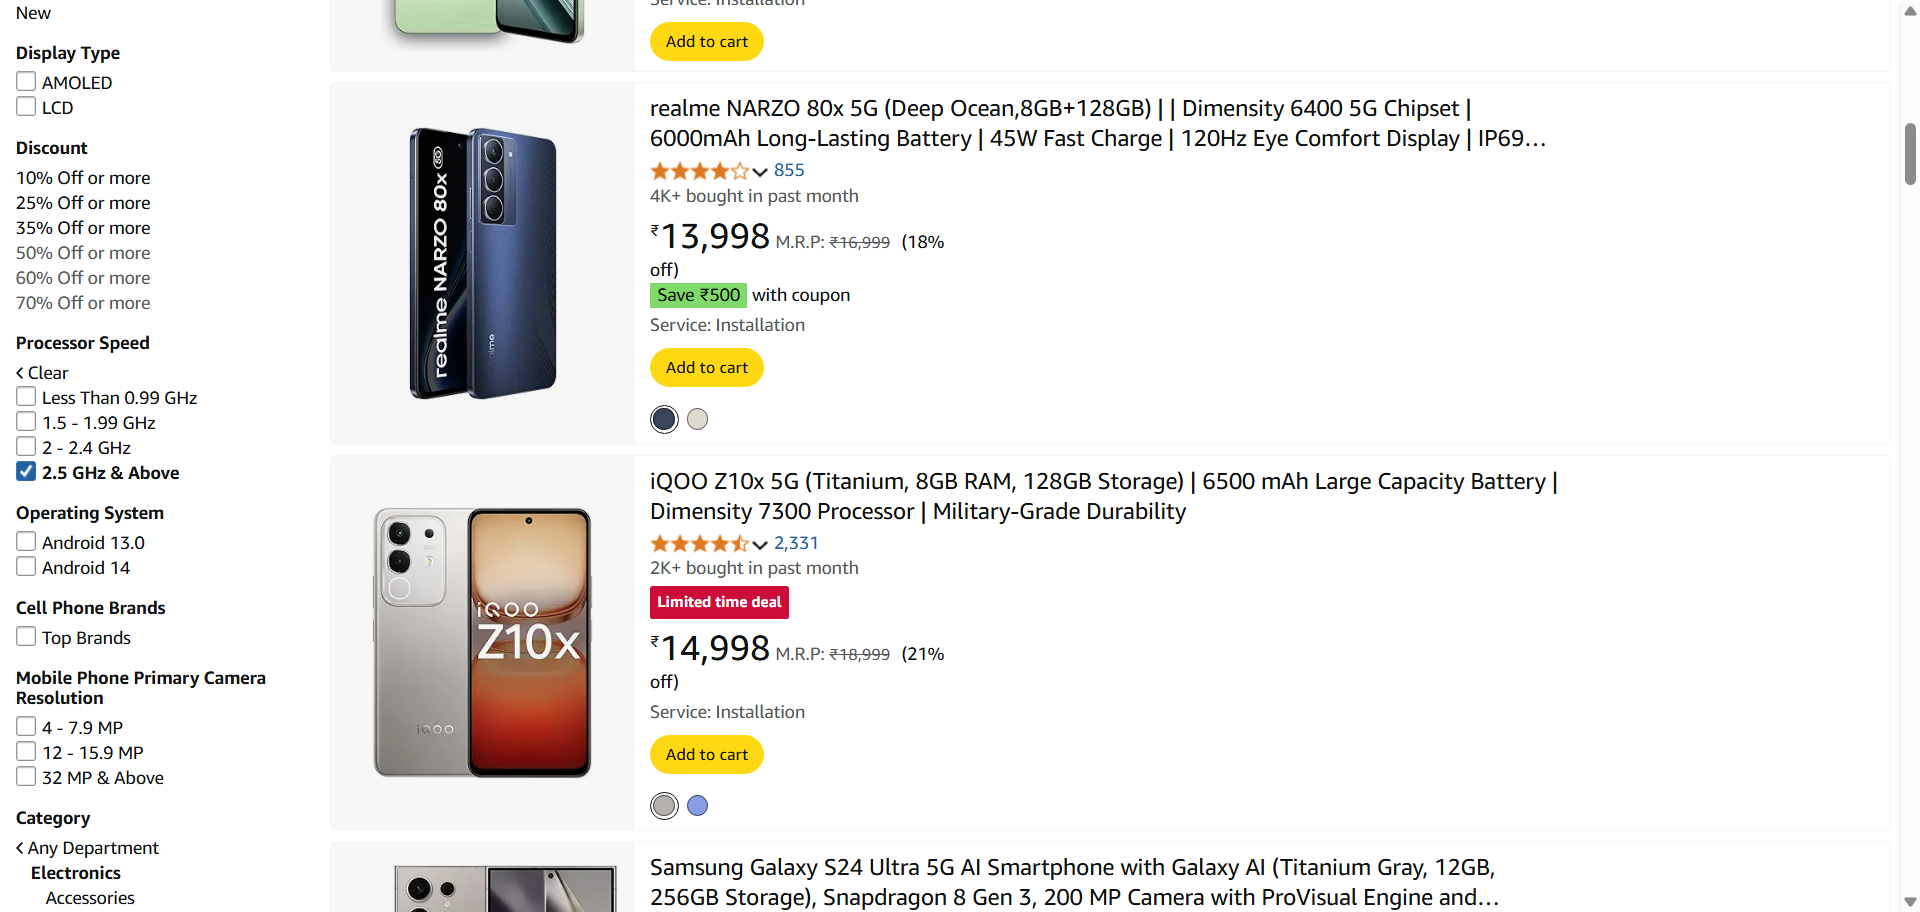 New
Display Type
AMOLED
LCD
Discount
10% Off or more
25% Off or more
35% Off or more
50% Off or more
60% Off or more
70% Off or more
Processor Speed
Clear
Less Than 0.99 GHz
1.5 - 1.99 GHz
2 - 2.4 GHz
2.5 GHz & Above
Operating System
Android 13.0
Android 14
Cell Phone Brands
Top Brands
Mobile Phone Primary Camera
Resolution
4 - 7.9 MP
12 - 15.9 MP
32 MP & Above
Category
Any Department
Electronics
Accessories
Service: Installation
Add to cart
realme NARZO 80x 5G
realme
realme NARZO 80x 5G (Deep Ocean,8GB+128GB) | | Dimensity 6400 5G Chipset |
6000mAh Long-Lasting Battery | 45W Fast Charge | 120Hz Eye Comfort Display | IP69…
855
4K+ bought in past month
₹13,998 M.R.P: ₹16,999 (18%
off)
Save ₹500 with coupon
Service: Installation
Add to cart
iQOO
Z10x
iQOO
iQOO Z10x 5G (Titanium, 8GB RAM, 128GB Storage) | 6500 mAh Large Capacity Battery |
Dimensity 7300 Processor | Military-Grade Durability
2,331
2K+ bought in past month
Limited time deal
₹14,998 M.R.P: ₹18,999 (21%
off)
Service: Installation
Add to cart
Samsung Galaxy S24 Ultra 5G AI Smartphone with Galaxy AI (Titanium Gray, 12GB,
256GB Storage), Snapdragon 8 Gen 3, 200 MP Camera with ProVisual Engine and…